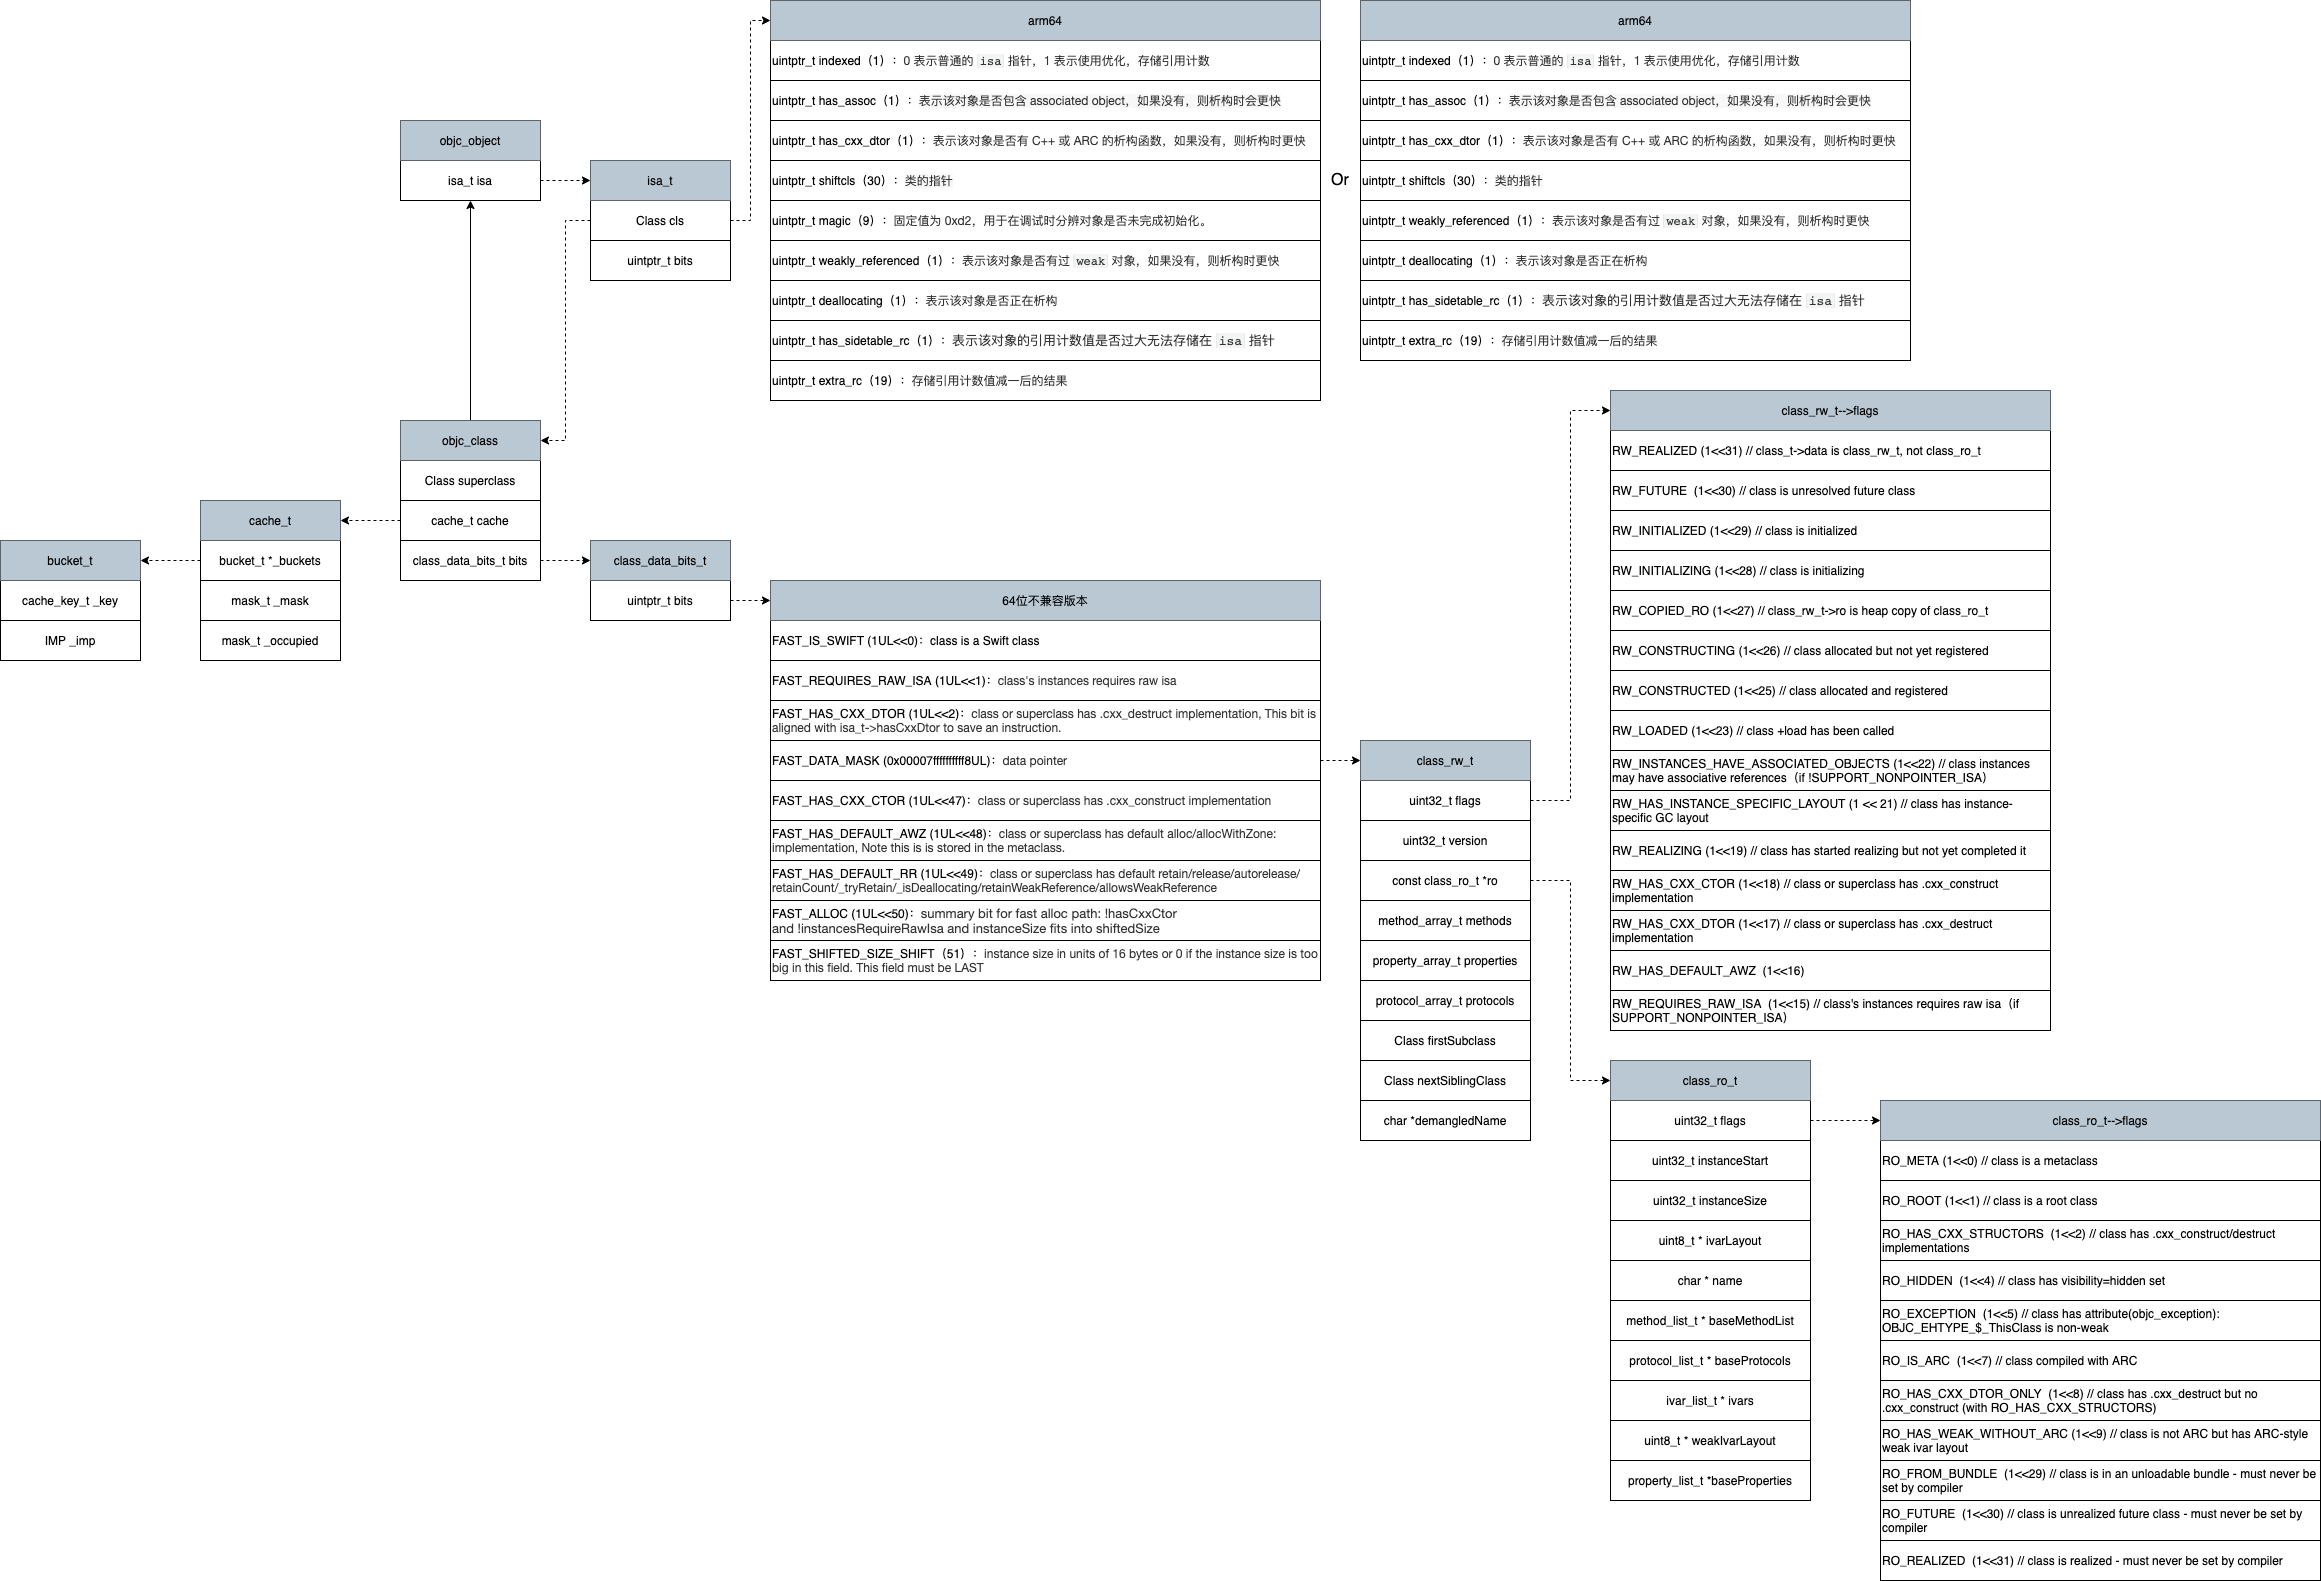 arm64
uintptr_t indexed（1）：0 表示普通的 isa 指针，1 表示使用优化，存储引用计数
uintptr_t has_assoc（1）：表示该对象是否包含 associated object，如果没有，则析构时会更快
uintptr_t has_cxx_dtor（1）：表示该对象是否有 C++ 或 ARC 的析构函数，如果没有，则析构时更快
uintptr_t shiftcls（30）：类的指针
uintptr_t magic（9）：固定值为 0xd2，用于在调试时分辨对象是否未完成初始化。
uintptr_t weakly_referenced（1）：表示该对象是否有过 weak 对象，如果没有，则析构时更快
uintptr_t deallocating（1）：表示该对象是否正在析构
uintptr_t has_sidetable_rc（1）：表示该对象的引用计数值是否过大无法存储在 isa 指针
uintptr_t extra_rc（19）：存储引用计数值减一后的结果
Or
arm64
uintptr_t indexed（1）：0 表示普通的 isa 指针，1 表示使用优化，存储引用计数
uintptr_t has_assoc（1）：表示该对象是否包含 associated object，如果没有，则析构时会更快
uintptr_t has_cxx_dtor（1）：表示该对象是否有 C++ 或 ARC 的析构函数，如果没有，则析构时更快
uintptr_t shiftcls（30）：类的指针
uintptr_t weakly_referenced（1）：表示该对象是否有过 weak 对象，如果没有，则析构时更快
uintptr_t deallocating（1）：表示该对象是否正在析构
uintptr_t has_sidetable_rc（1）：表示该对象的引用计数值是否过大无法存储在 isa 指针
uintptr_t extra_rc（19）：存储引用计数值减一后的结果
objc_object
isa_t isa
isa_t
Class cls
uintptr_t bits
objc_class
Class superclass
cache_t cache
class_data_bits_t bits
cache_t
bucket_t *_buckets
mask_t _mask
mask_t _occupied
bucket_t
cache_key_t _key
IMP _imp
class_data_bits_t
uintptr_t bits
64位不兼容版本
FAST_IS_SWIFT (1UL<<0)：class is a Swift class
FAST_REQUIRES_RAW_ISA (1UL<<1)：class's instances requires raw isa
FAST_HAS_CXX_DTOR (1UL<<2)：class or superclass has .cxx_destruct implementation, This bit is
aligned with isa_t->hasCxxDtor to save an instruction.
FAST_DATA_MASK (0x00007ffffffffff8UL)：data pointer
FAST_HAS_CXX_CTOR (1UL<<47)：class or superclass has .cxx_construct implementation
FAST_HAS_DEFAULT_AWZ (1UL<<48)：class or superclass has default alloc/allocWithZone:
implementation, Note this is is stored in the metaclass.
FAST_HAS_DEFAULT_RR (1UL<<49)：class or superclass has default retain/release/autorelease/
retainCount/_tryRetain/_isDeallocating/retainWeakReference/allowsWeakReference
FAST_ALLOC (1UL<<50)：summary bit for fast alloc path: !hasCxxCtor
and !instancesRequireRawIsa and instanceSize fits into shiftedSize
FAST_SHIFTED_SIZE_SHIFT（51）：instance size in units of 16 bytes or 0 if the instance size is too
big in this field. This field must be LAST
class_rw_t
uint32_t flags
uint32_t version
const class_ro_t *ro
method_array_t methods
property_array_t properties
protocol_array_t protocols
Class firstSubclass
Class nextSiblingClass
char *demangledName
class_rw_t-->flags
RW_REALIZED (1<<31) // class_t->data is class_rw_t, not class_ro_t
RW_FUTURE  (1<<30) // class is unresolved future class
RW_INITIALIZED (1<<29) // class is initialized
RW_INITIALIZING (1<<28) // class is initializing
RW_COPIED_RO (1<<27) // class_rw_t->ro is heap copy of class_ro_t
RW_CONSTRUCTING (1<<26) // class allocated but not yet registered
RW_CONSTRUCTED (1<<25) // class allocated and registered
RW_LOADED (1<<23) // class +load has been called
RW_INSTANCES_HAVE_ASSOCIATED_OBJECTS (1<<22) // class instances
may have associative references（if !SUPPORT_NONPOINTER_ISA）
RW_HAS_INSTANCE_SPECIFIC_LAYOUT (1 << 21) // class has instance-
specific GC layout
RW_REALIZING (1<<19) // class has started realizing but not yet completed it
RW_HAS_CXX_CTOR (1<<18) // class or superclass has .cxx_construct
implementation
RW_HAS_CXX_DTOR (1<<17) // class or superclass has .cxx_destruct
implementation
RW_HAS_DEFAULT_AWZ  (1<<16)
RW_REQUIRES_RAW_ISA  (1<<15) // class's instances requires raw isa（if
SUPPORT_NONPOINTER_ISA）
class_ro_t
uint32_t flags
uint32_t instanceStart
uint32_t instanceSize
uint8_t * ivarLayout
char * name
method_list_t * baseMethodList
protocol_list_t * baseProtocols
ivar_list_t * ivars
uint8_t * weakIvarLayout
property_list_t *baseProperties
class_ro_t-->flags
RO_META (1<<0) // class is a metaclass
RO_ROOT (1<<1) // class is a root class
RO_HAS_CXX_STRUCTORS  (1<<2) // class has .cxx_construct/destruct
implementations
RO_HIDDEN  (1<<4) // class has visibility=hidden set
RO_EXCEPTION  (1<<5) // class has attribute(objc_exception):
OBJC_EHTYPE_$_ThisClass is non-weak
RO_IS_ARC  (1<<7) // class compiled with ARC
RO_HAS_CXX_DTOR_ONLY  (1<<8) // class has .cxx_destruct but no
.cxx_construct (with RO_HAS_CXX_STRUCTORS)
RO_HAS_WEAK_WITHOUT_ARC (1<<9) // class is not ARC but has ARC-style
weak ivar layout
RO_FROM_BUNDLE  (1<<29) // class is in an unloadable bundle - must never be
set by compiler
RO_FUTURE  (1<<30) // class is unrealized future class - must never be set by
compiler
RO_REALIZED  (1<<31) // class is realized - must never be set by compiler